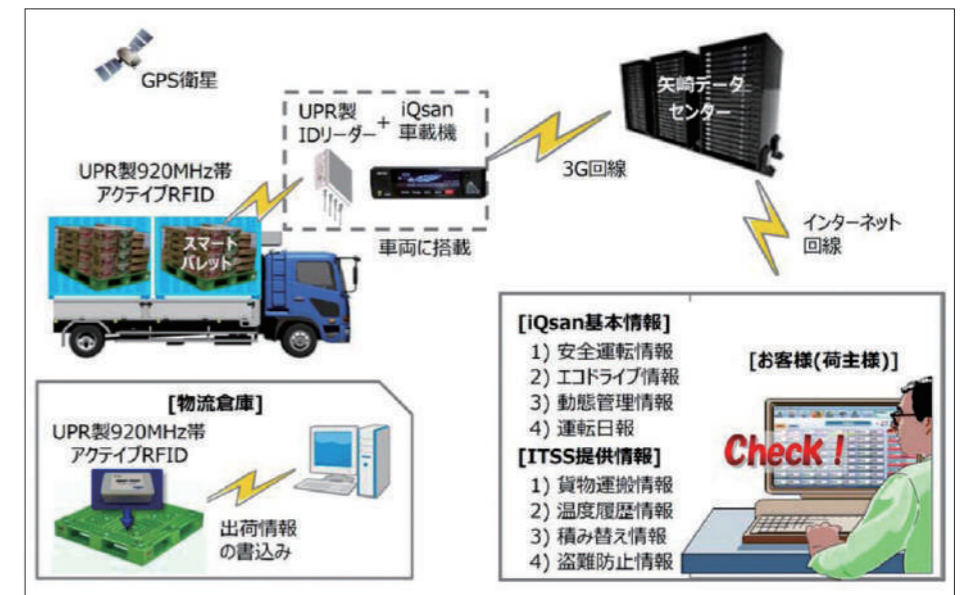 GPS衛星
UPR製
IDリーダー
+
iQsan
車載機
矢崎データ
センター
3G回線
UPR製920MHz帯
アクティブRFID
スマート
パレット
車両に搭載
インターネット
回線
[物流倉庫]
UPR製920MHz帯
アクティブRFID
出荷情報
の書込み
[iQsan基本情報]
1) 安全運転情報
2) エコドライブ情報
3) 動態管理情報
4) 運転日報
[ITSS提供情報]
1) 貨物運搬情報
2) 温度履歴情報
3) 積み替え情報
4) 盗難防止情報
[お客様(荷主様)]
Check !